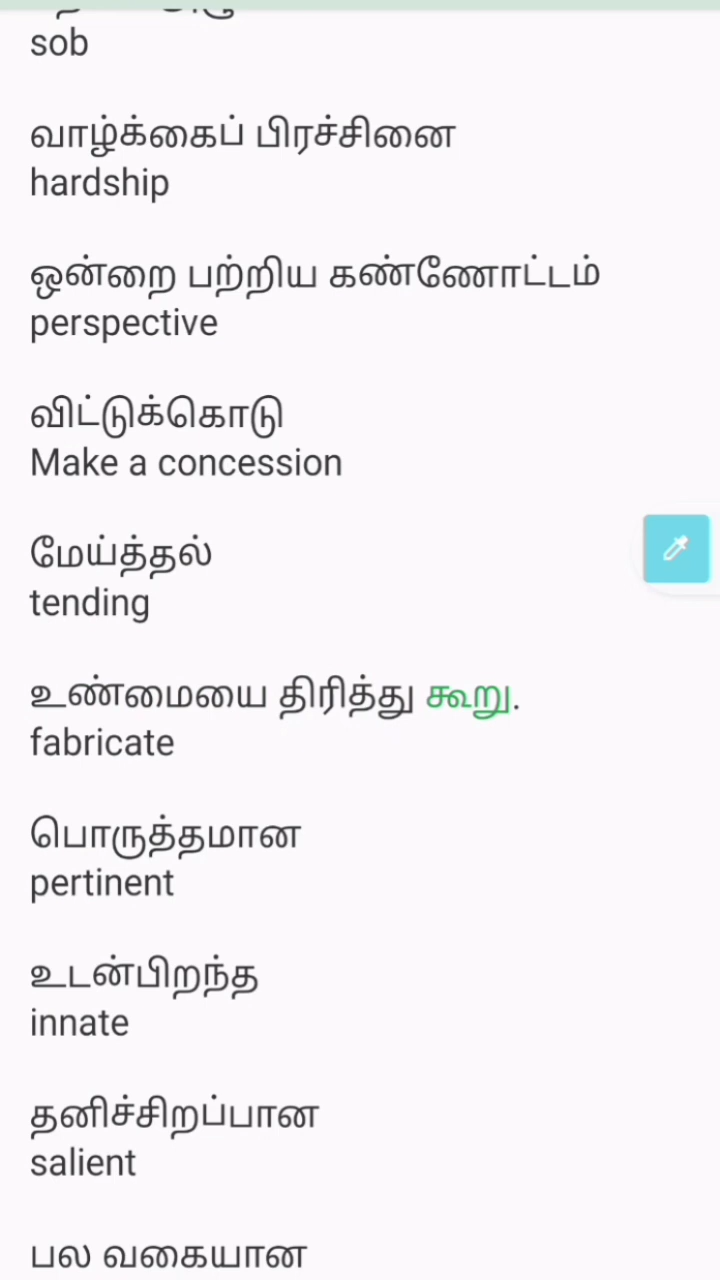 sob
வாழ்க்கைப் பிரச்சினை
hardship
ஒன்றை பற்றிய கண்ணோட்டம்
perspective
விட்டுக்கொடு
Make a concession
மேய்த்தல்
tending
உண்மையை திரித்து கூறு.
fabricate
பொருத்தமான
pertinent
உடன்பிறந்த
innate
தனிச்சிறப்பான
salient
பல வகையான